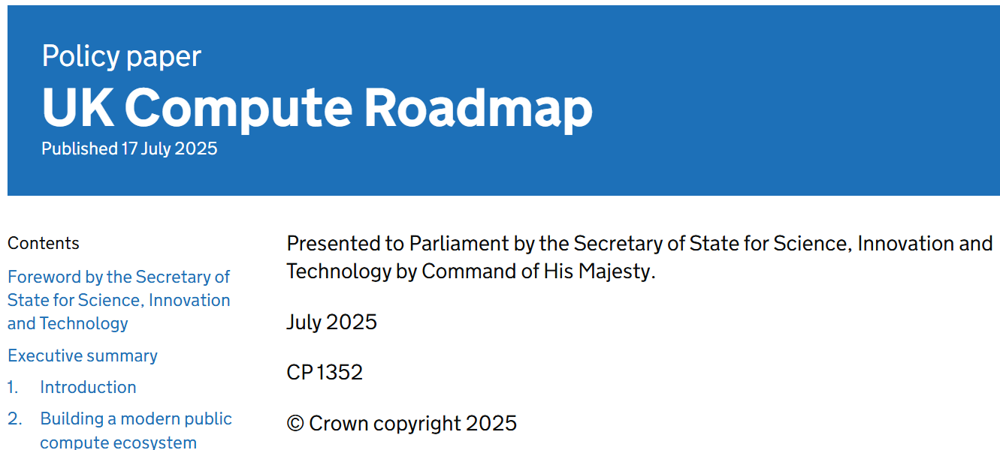 Policy paper
UK Compute Roadmap
Published 17 July 2025
Contents
Foreword by the Secretary of
State for Science, Innovation
and Technology
Executive summary
1. Introduction
2. Building a modern public
compute ecosystem
Presented to Parliament by the Secretary of State for Science, Innovation and
Technology by Command of His Majesty.
July 2025
CP 1352
© Crown copyright 2025